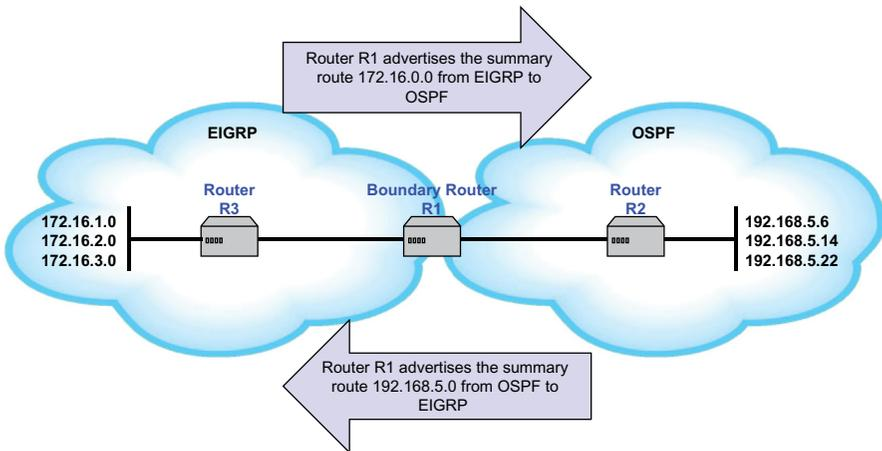 Router R1 advertises the summary
route 172.16.0.0 from EIGRP to
OSPF
EIGRP
OSPF
Router
R3
Boundary Router
R1
Router
R2
172.16.1.0
172.16.2.0
172.16.3.0
192.168.5.6
192.168.5.14
192.168.5.22
Router R1 advertises the summary
route 192.168.5.0 from OSPF to
EIGRP